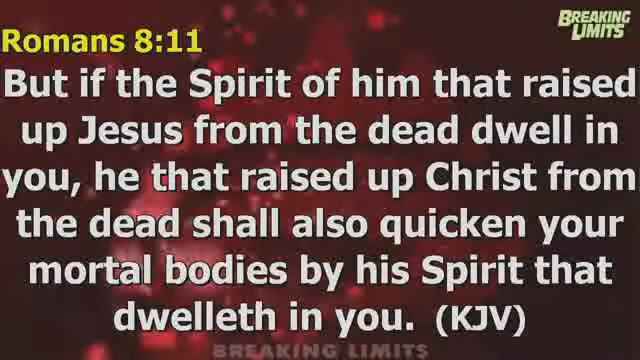 BREAKING
LIMITS
Romans 8:11
But if the Spirit of him that raised
up Jesus from the dead dwell in
you, he that raised up Christ from
the dead shall also quicken your
mortal bodies by his Spirit that
dwelleth in you. (KJV)
BREAKING LIMITS